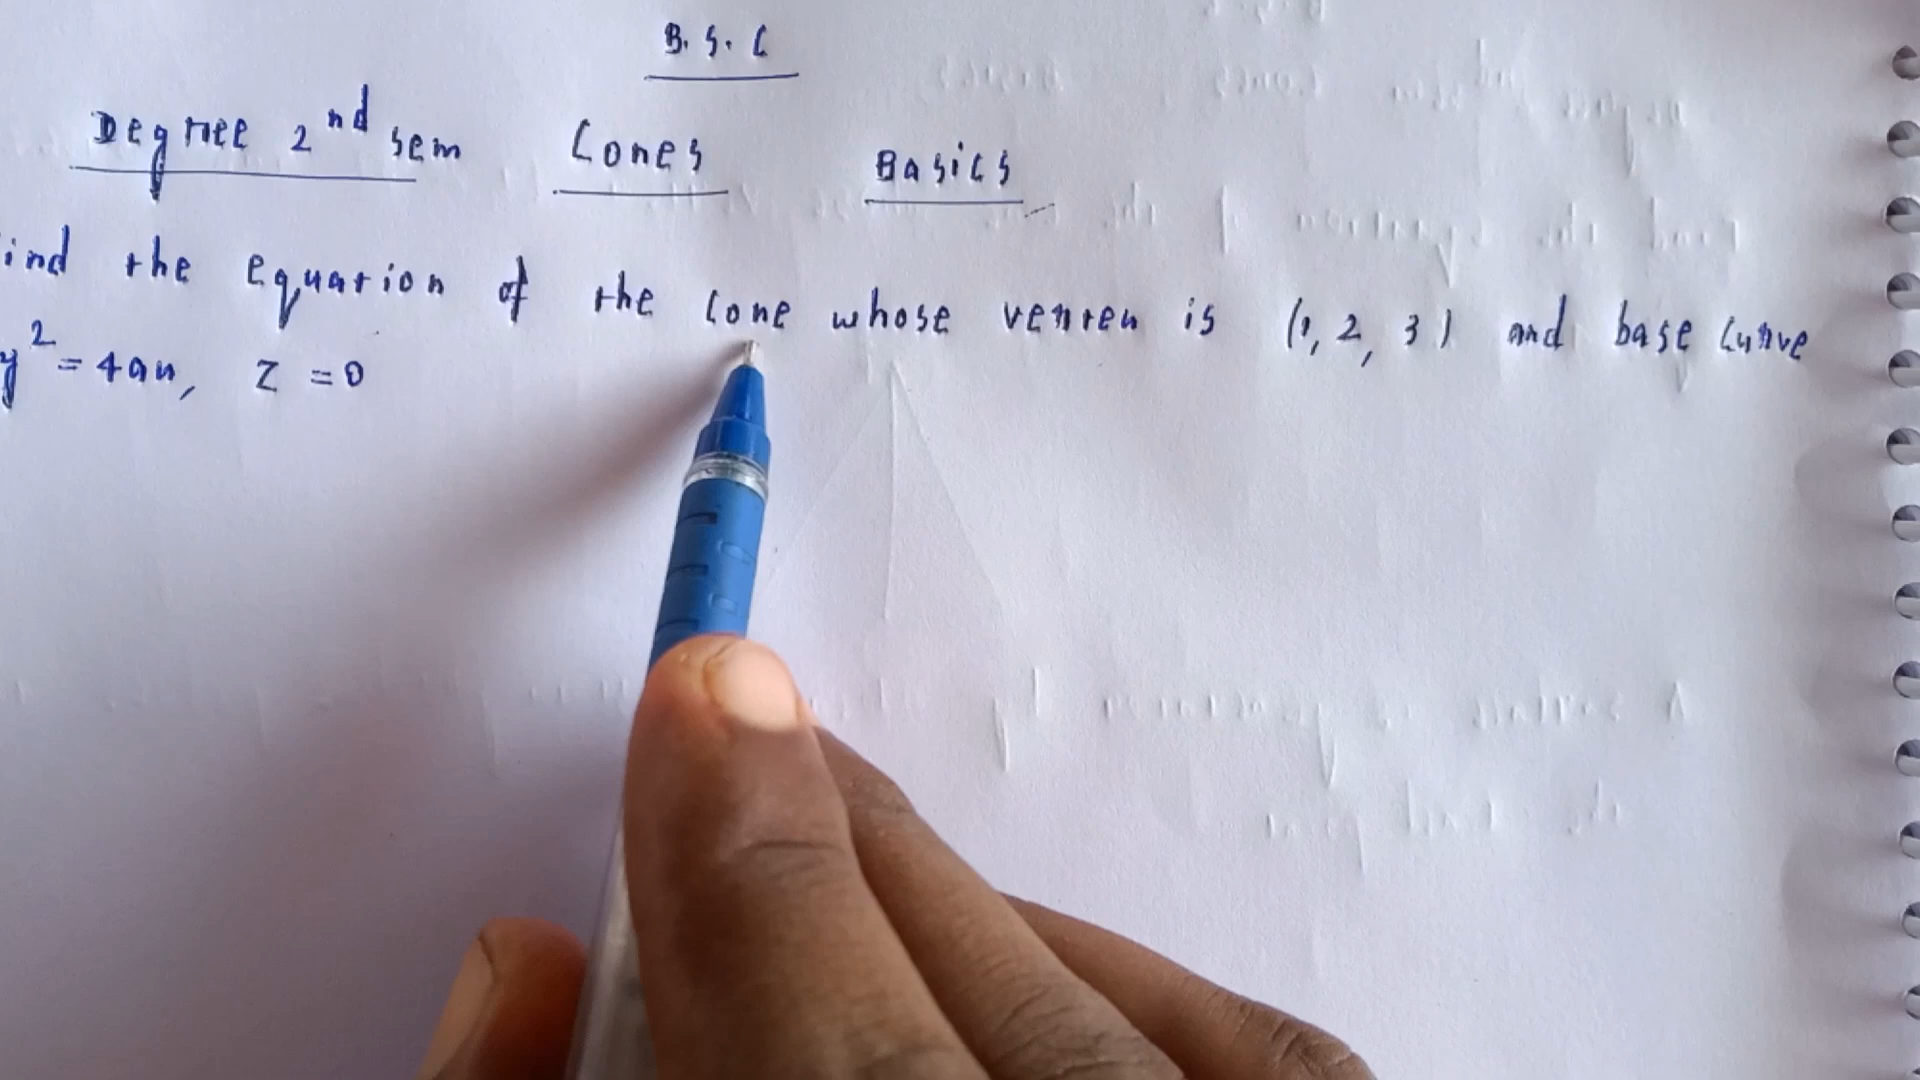 B.S.C
Degree 2nd sem Cones Basics
ind the equation of the cone whose vertex is (1, 2, 3) and base curve
y² = 4ax, z = 0